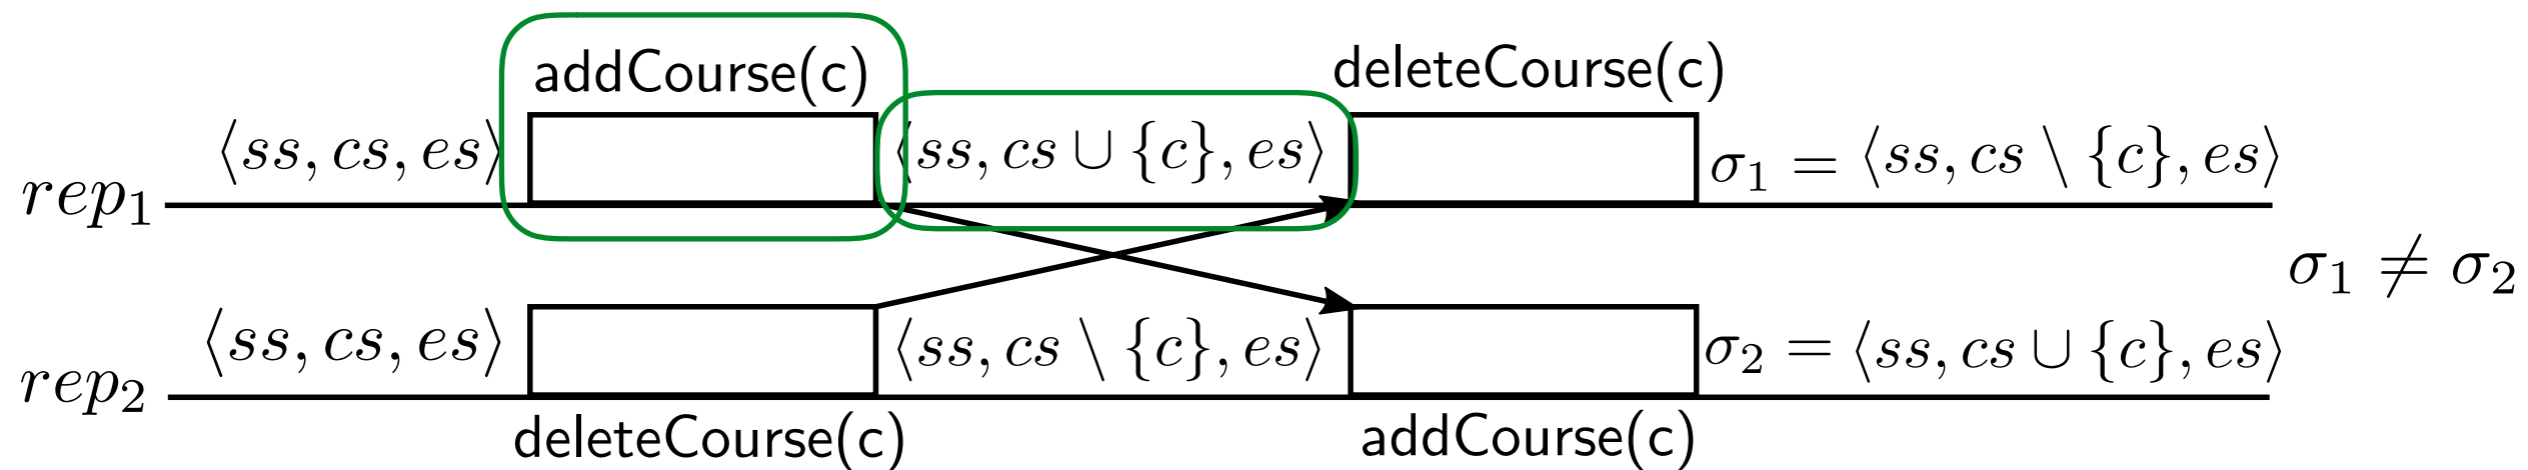 addCourse(c) deleteCourse(c)
⟨ss, cs, es⟩ ⟨ss, cs ∪ {c}, es⟩ σ₁ = ⟨ss, cs \ {c}, es⟩
rep₁
σ₁ ≠ σ₂
⟨ss, cs, es⟩ ⟨ss, cs \ {c}, es⟩ σ₂ = ⟨ss, cs ∪ {c}, es⟩
rep₂
deleteCourse(c) addCourse(c)